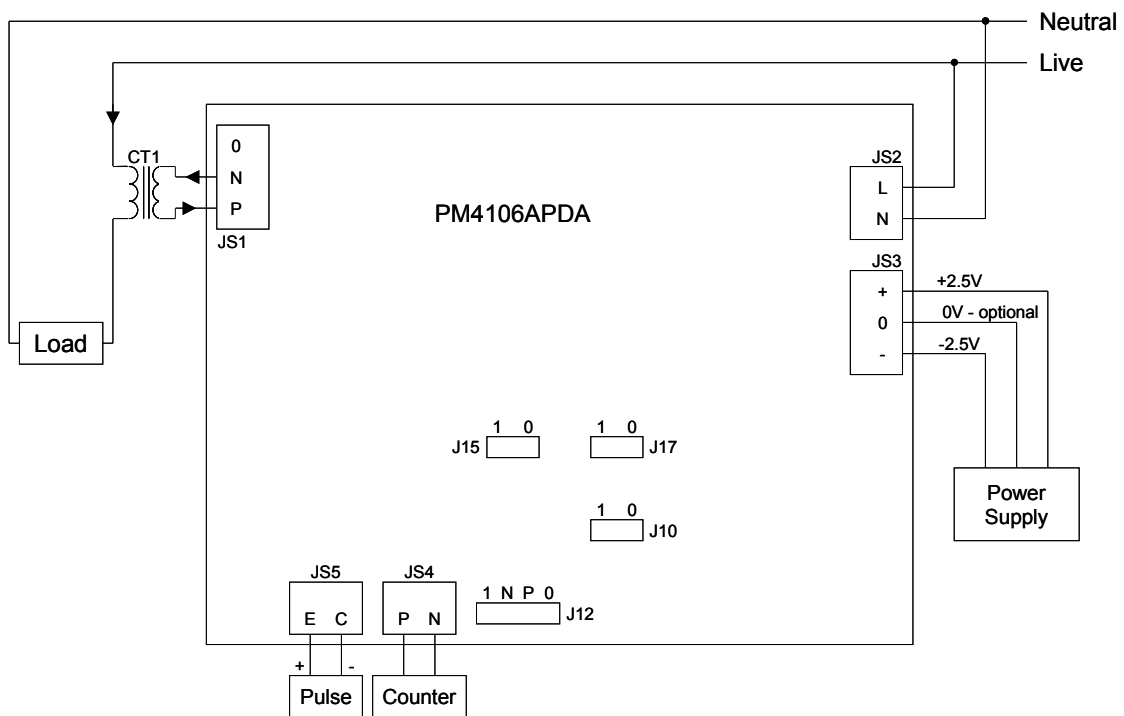 Neutral
Live
CT1
0
N
P
JS1
PM4106APDA
JS2
L
N
JS3
+
0
-
+2.5V
0V - optional
-2.5V
Power
Supply
Load
1 0
J15
1 0
J17
1 0
J10
JS5
E C
JS4
P N
1 N P 0
J12
+ -
Pulse
Counter